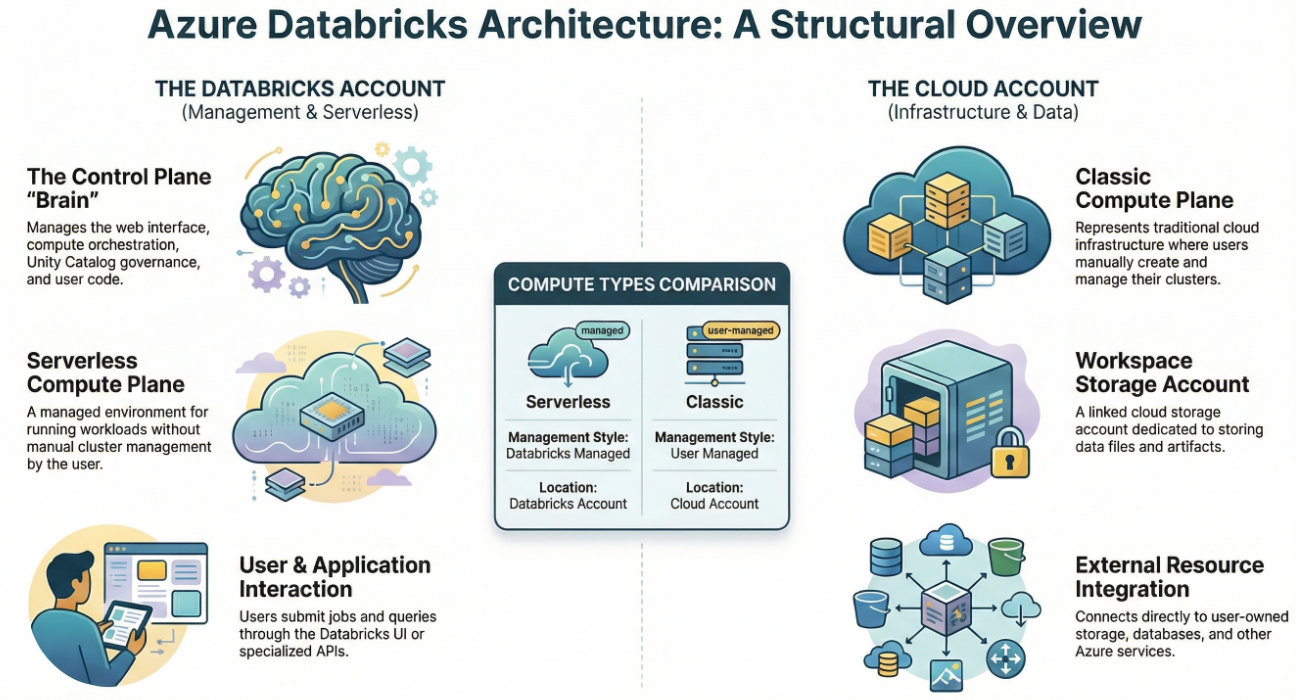 Azure Databricks Architecture: A Structural Overview
THE DATABRICKS ACCOUNT
(Management & Serverless)
The Control Plane
“Brain”
Manages the web interface,
compute orchestration,
Unity Catalog governance,
and user code.
Serverless
Compute Plane
A managed environment for
running workloads without
manual cluster management
by the user.
User & Application
Interaction
Users submit jobs and queries
through the Databricks UI or
specialized APIs.
COMPUTE TYPES COMPARISON
managed
Serverless
Management Style:
Databricks Managed
Location:
Databricks Account
user-managed
Classic
Management Style:
User Managed
Location:
Cloud Account
THE CLOUD ACCOUNT
(Infrastructure & Data)
Classic
Compute Plane
Represents traditional cloud
infrastructure where users
manually create and
manage their clusters.
Workspace
Storage Account
A linked cloud storage
account dedicated to storing
data files and artifacts.
External Resource
Integration
Connects directly to user-owned
storage, databases, and other
Azure services.